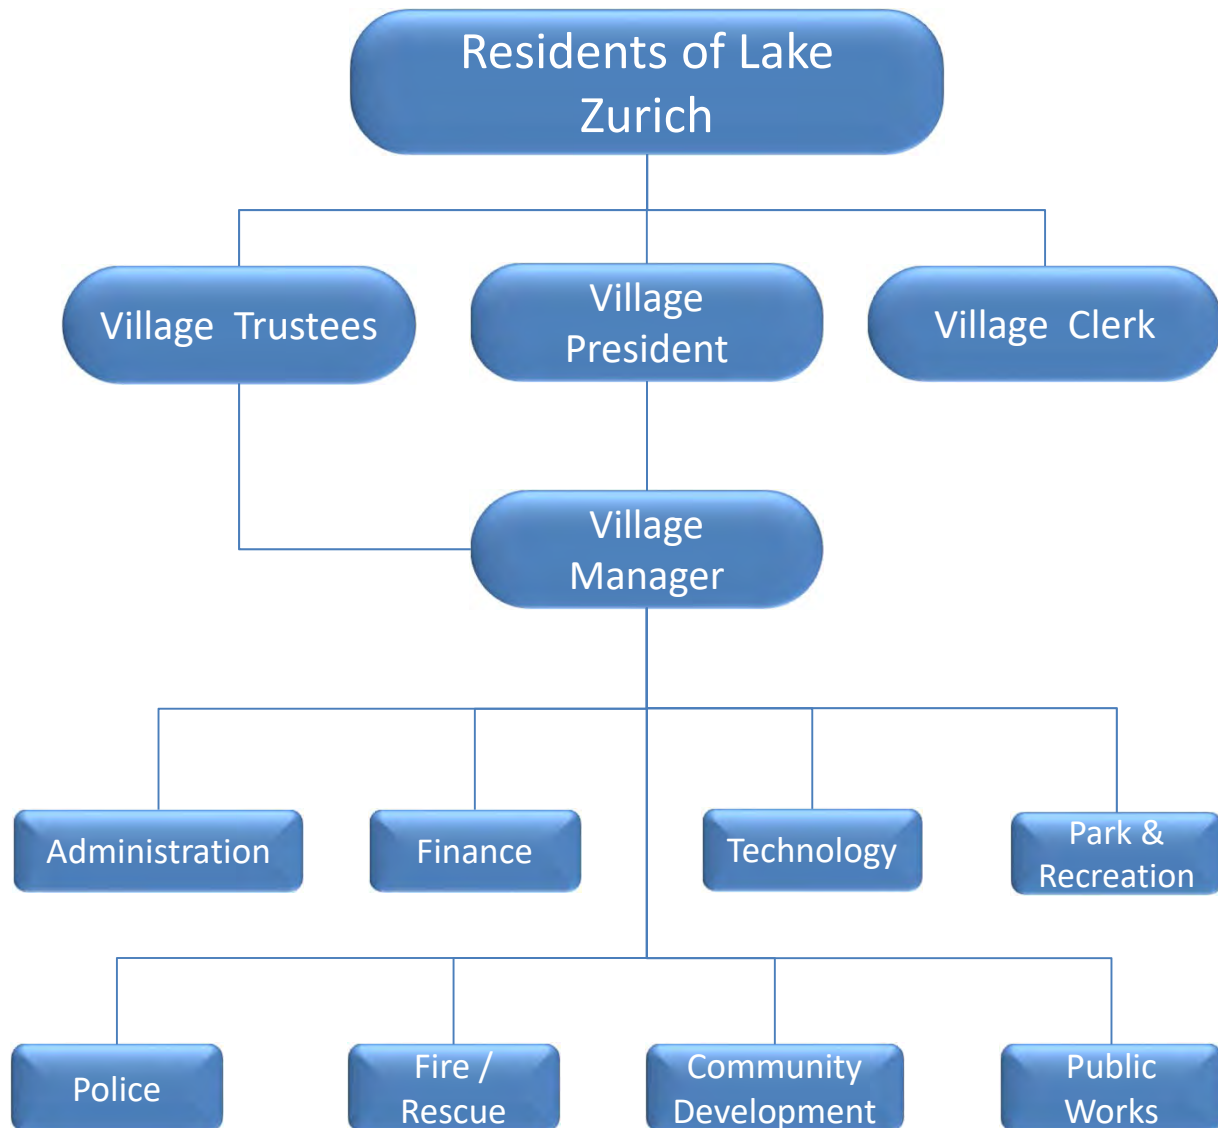 Residents of Lake
Zurich
Village Trustees
Village
President
Village Clerk
Village
Manager
Administration
Finance
Technology
Park &
Recreation
Police
Fire /
Rescue
Community
Development
Public
Works